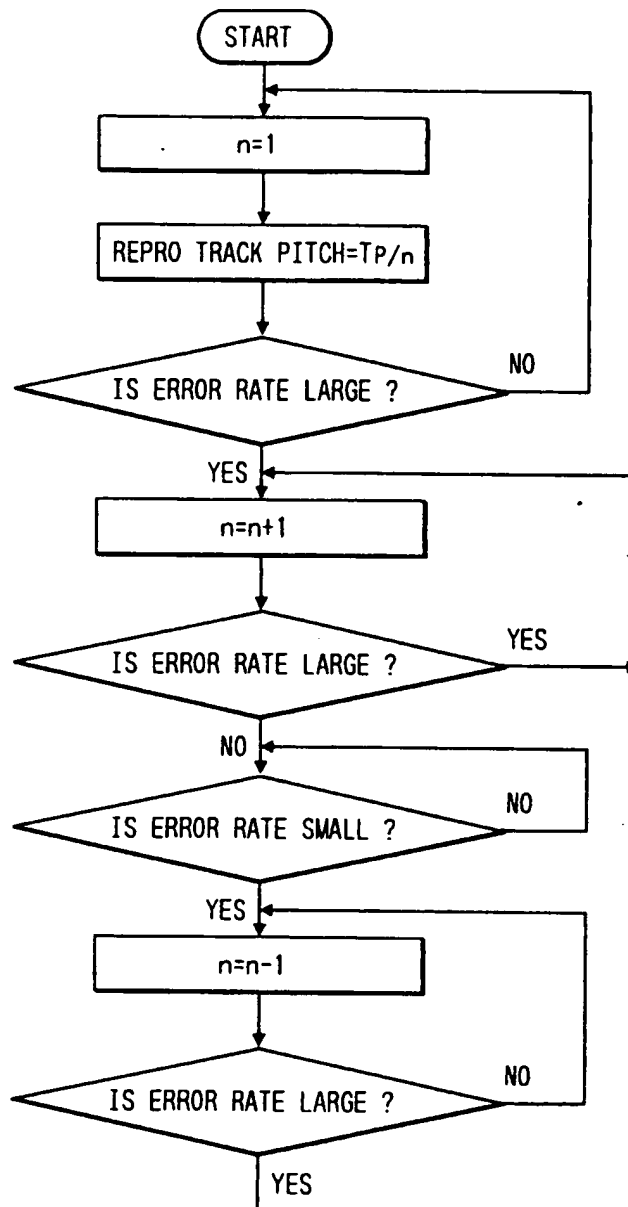 START
n=1
REPRO TRACK PITCH=TP/n
IS ERROR RATE LARGE ?
NO
YES
n=n+1
IS ERROR RATE LARGE ?
YES
NO
IS ERROR RATE SMALL ?
NO
YES
n=n-1
IS ERROR RATE LARGE ?
NO
YES